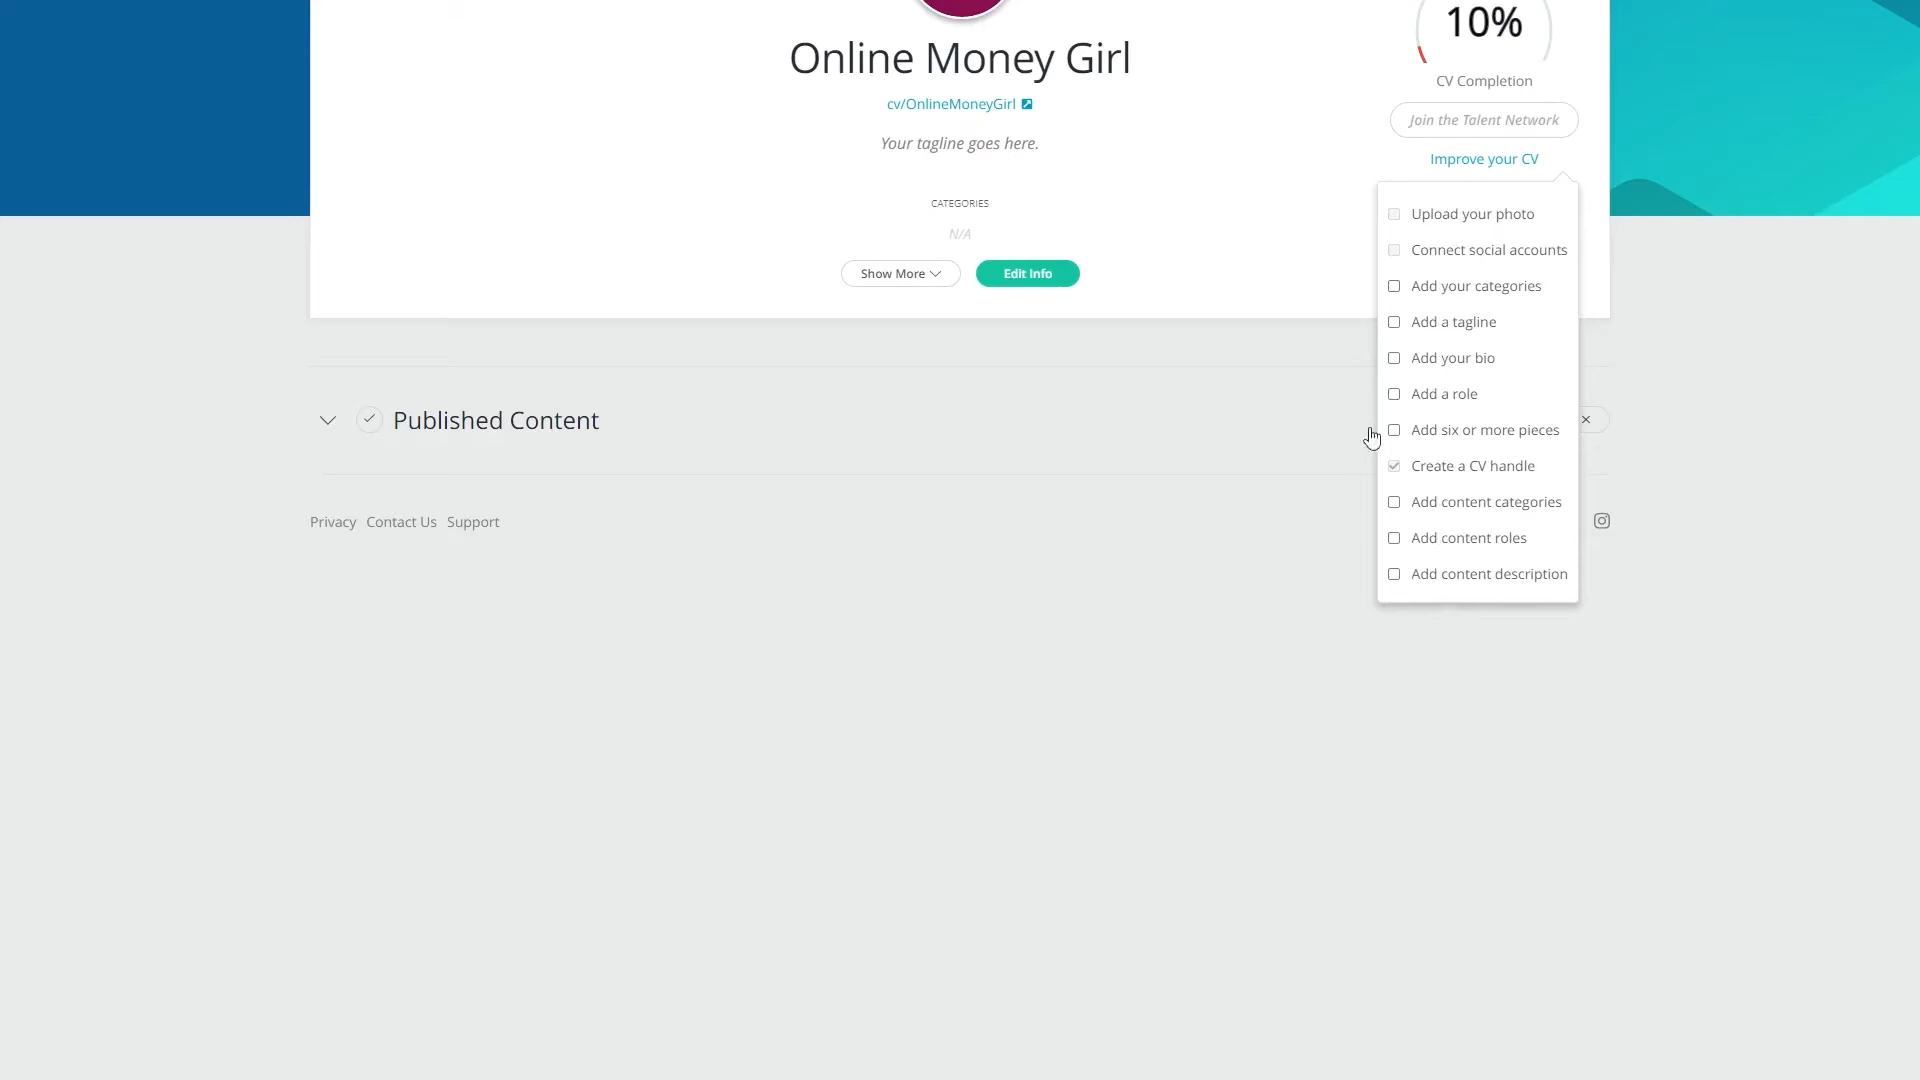 10%
Online Money Girl
CV Completion
cv/OnlineMoneyGirl
Join the Talent Network
Your tagline goes here.
Improve your CV
CATEGORIES
N/A
Show More
Edit Info
Upload your photo
Connect social accounts
Add your categories
Add a tagline
Add your bio
Add a role
Add six or more pieces
Create a CV handle
Add content categories
Add content roles
Add content description
Published Content
Privacy Contact Us Support